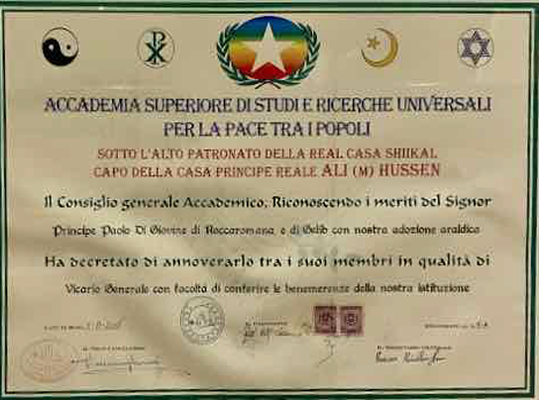 ACCADEMIA SUPERIORE DI STUDI E RICERCHE UNIVERSALI
PER LA PACE TRA I POPOLI
SOTTO L'ALTO PATRONATO DELLA REAL CASA SHIIKAL
CAPO DELLA CASA PRINCIPE REALE ALI (M) HUSSEN
Il Consiglio generale Accademico, Riconoscendo i meriti del Signor
Principe Paolo Di Giovine di Roccaromana e di con nostra adozione araldica
Ha decretato di annoverarlo tra i suoi membri in qualità di
Vicario Generale con facoltà di conferire le benemerenze della nostra istituzione